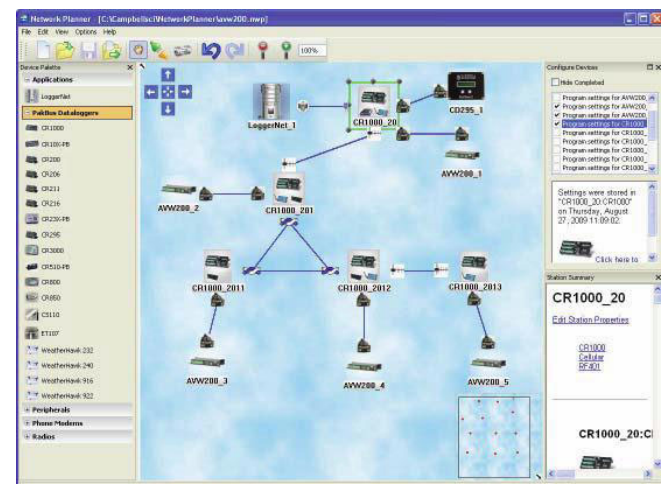 Network Planner - [C:\Campbellsci\NetworkPlanner\avw200.nwp]
File Edit View Options Help
100%
Device Palette
Applications
LoggerNet
PakBus Dataloggers
CR1000
CR10X-PB
CR200
CR206
CR211
CR216
CR23X-PB
CR295
CR3000
CR510-PB
CR800
CR850
CS110
ET107
WeatherHawk 232
WeatherHawk 240
WeatherHawk 916
WeatherHawk 922
Peripherals
Phone Modems
Radios
LoggerNet_1
CR1000_20
CD295_1
AVW200_1
AVW200_2
CR1000_201
CR1000_2011
CR1000_2012
CR1000_2013
AVW200_3
AVW200_4
AVW200_5
Configure Devices
Hide Completed
Program settings for AVW200_
Program settings for AVW200_
Program settings for AVW200_
Program settings for CR1000_
Program settings for CR1000_
Program settings for CR1000_
Program settings for CR1000_
Program settings for CR1000_
Program settings for CR1000_
Settings were stored in
"CR1000_20:CR1000"
on Thursday, August
27, 2009 11:09:02.
Click here to
Station Summary
CR1000_20
Edit Station Properties
CR1000
Cellular
RF401
CR1000_20:C